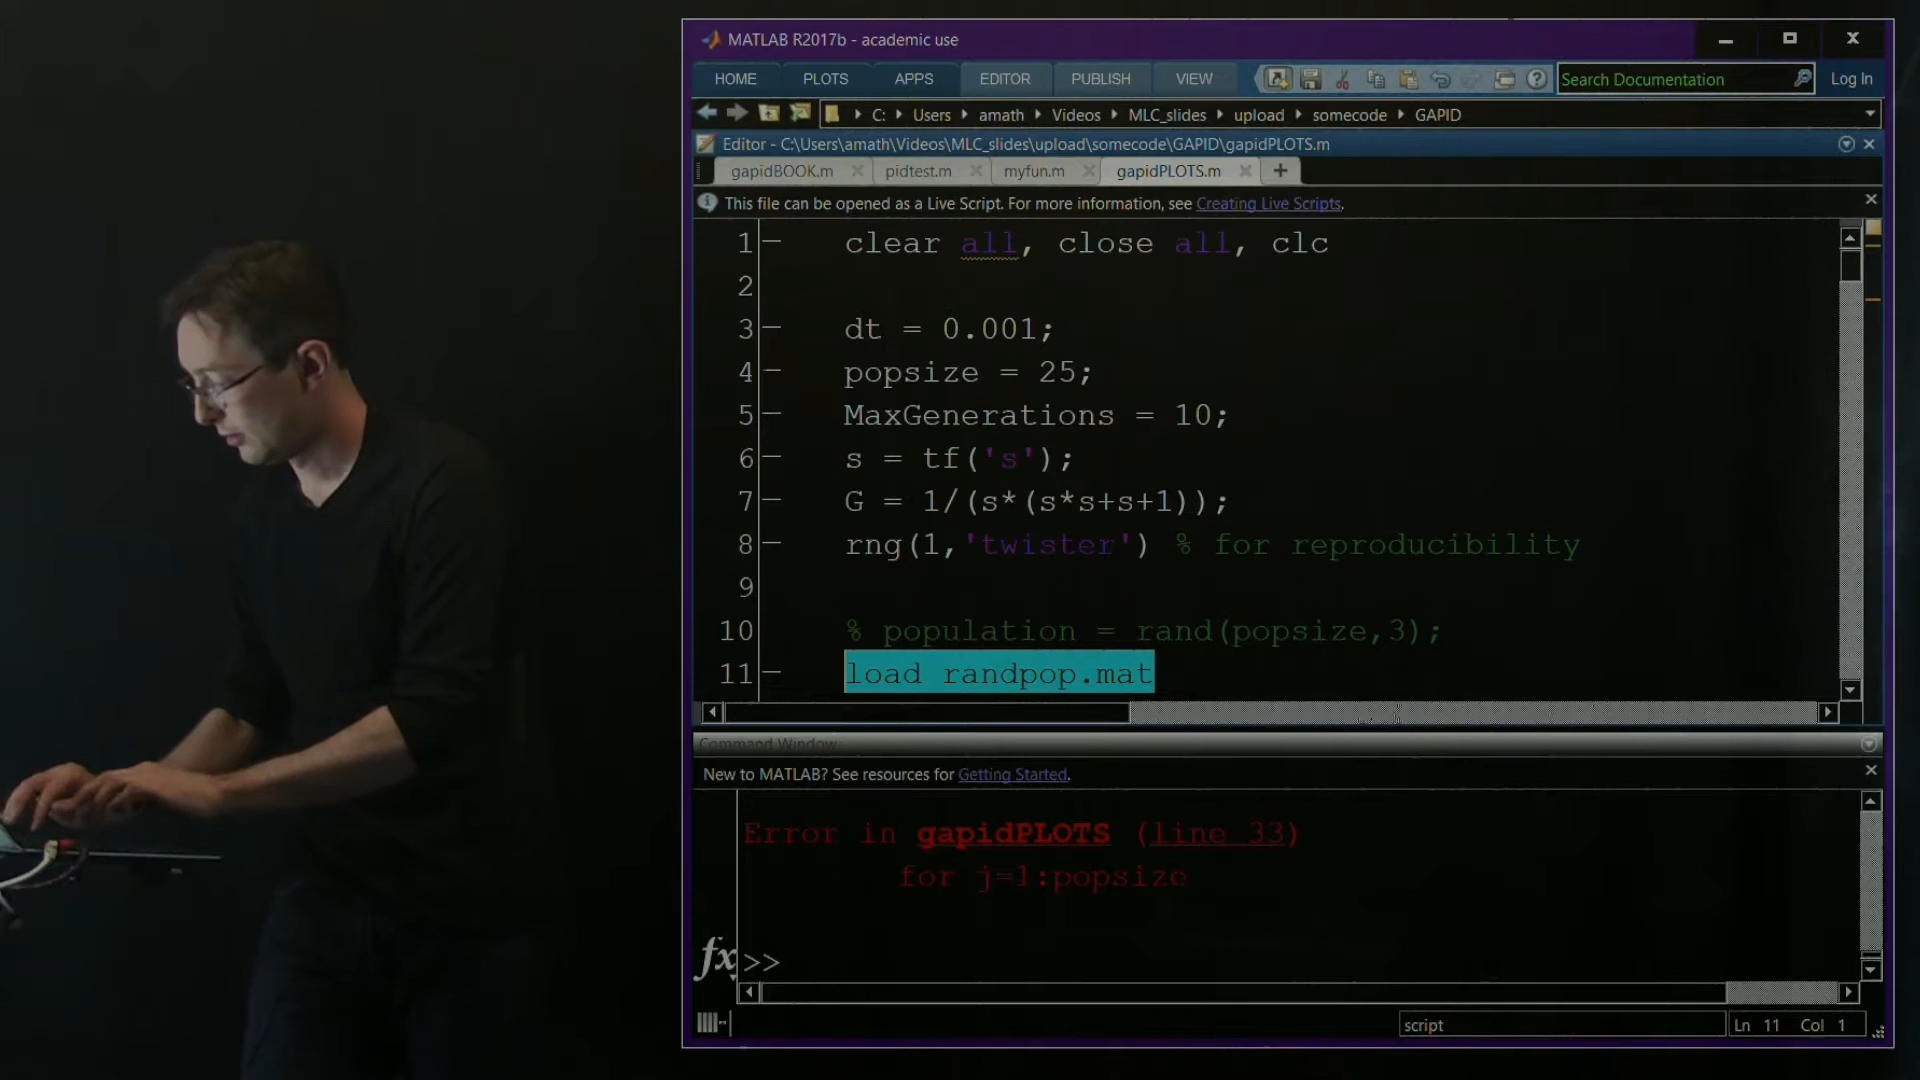 MATLAB R2017b - academic use
HOME PLOTS APPS EDITOR PUBLISH VIEW Search Documentation Log In
C: Users amath Videos MLC_slides upload somecode GAPID
Editor - C:\Users\amath\Videos\MLC_slides\upload\somecode\GAPID\gapidPLOTS.m
gapidBOOK.m pidtest.m myfun.m gapidPLOTS.m +
This file can be opened as a Live Script. For more information, see Creating Live Scripts.
1 clear all, close all, clc
2
3 dt = 0.001;
4 popsize = 25;
5 MaxGenerations = 10;
6 s = tf('s');
7 G = 1/(s*(s*s+s+1));
8 rng(1,'twister') % for reproducibility
9
10 % population = rand(popsize,3);
11 load randpop.mat
Command Window
New to MATLAB? See resources for Getting Started.
Error in gapidPLOTS (line 33)
for j=1:popsize
fx >>
script Ln 11 Col 1